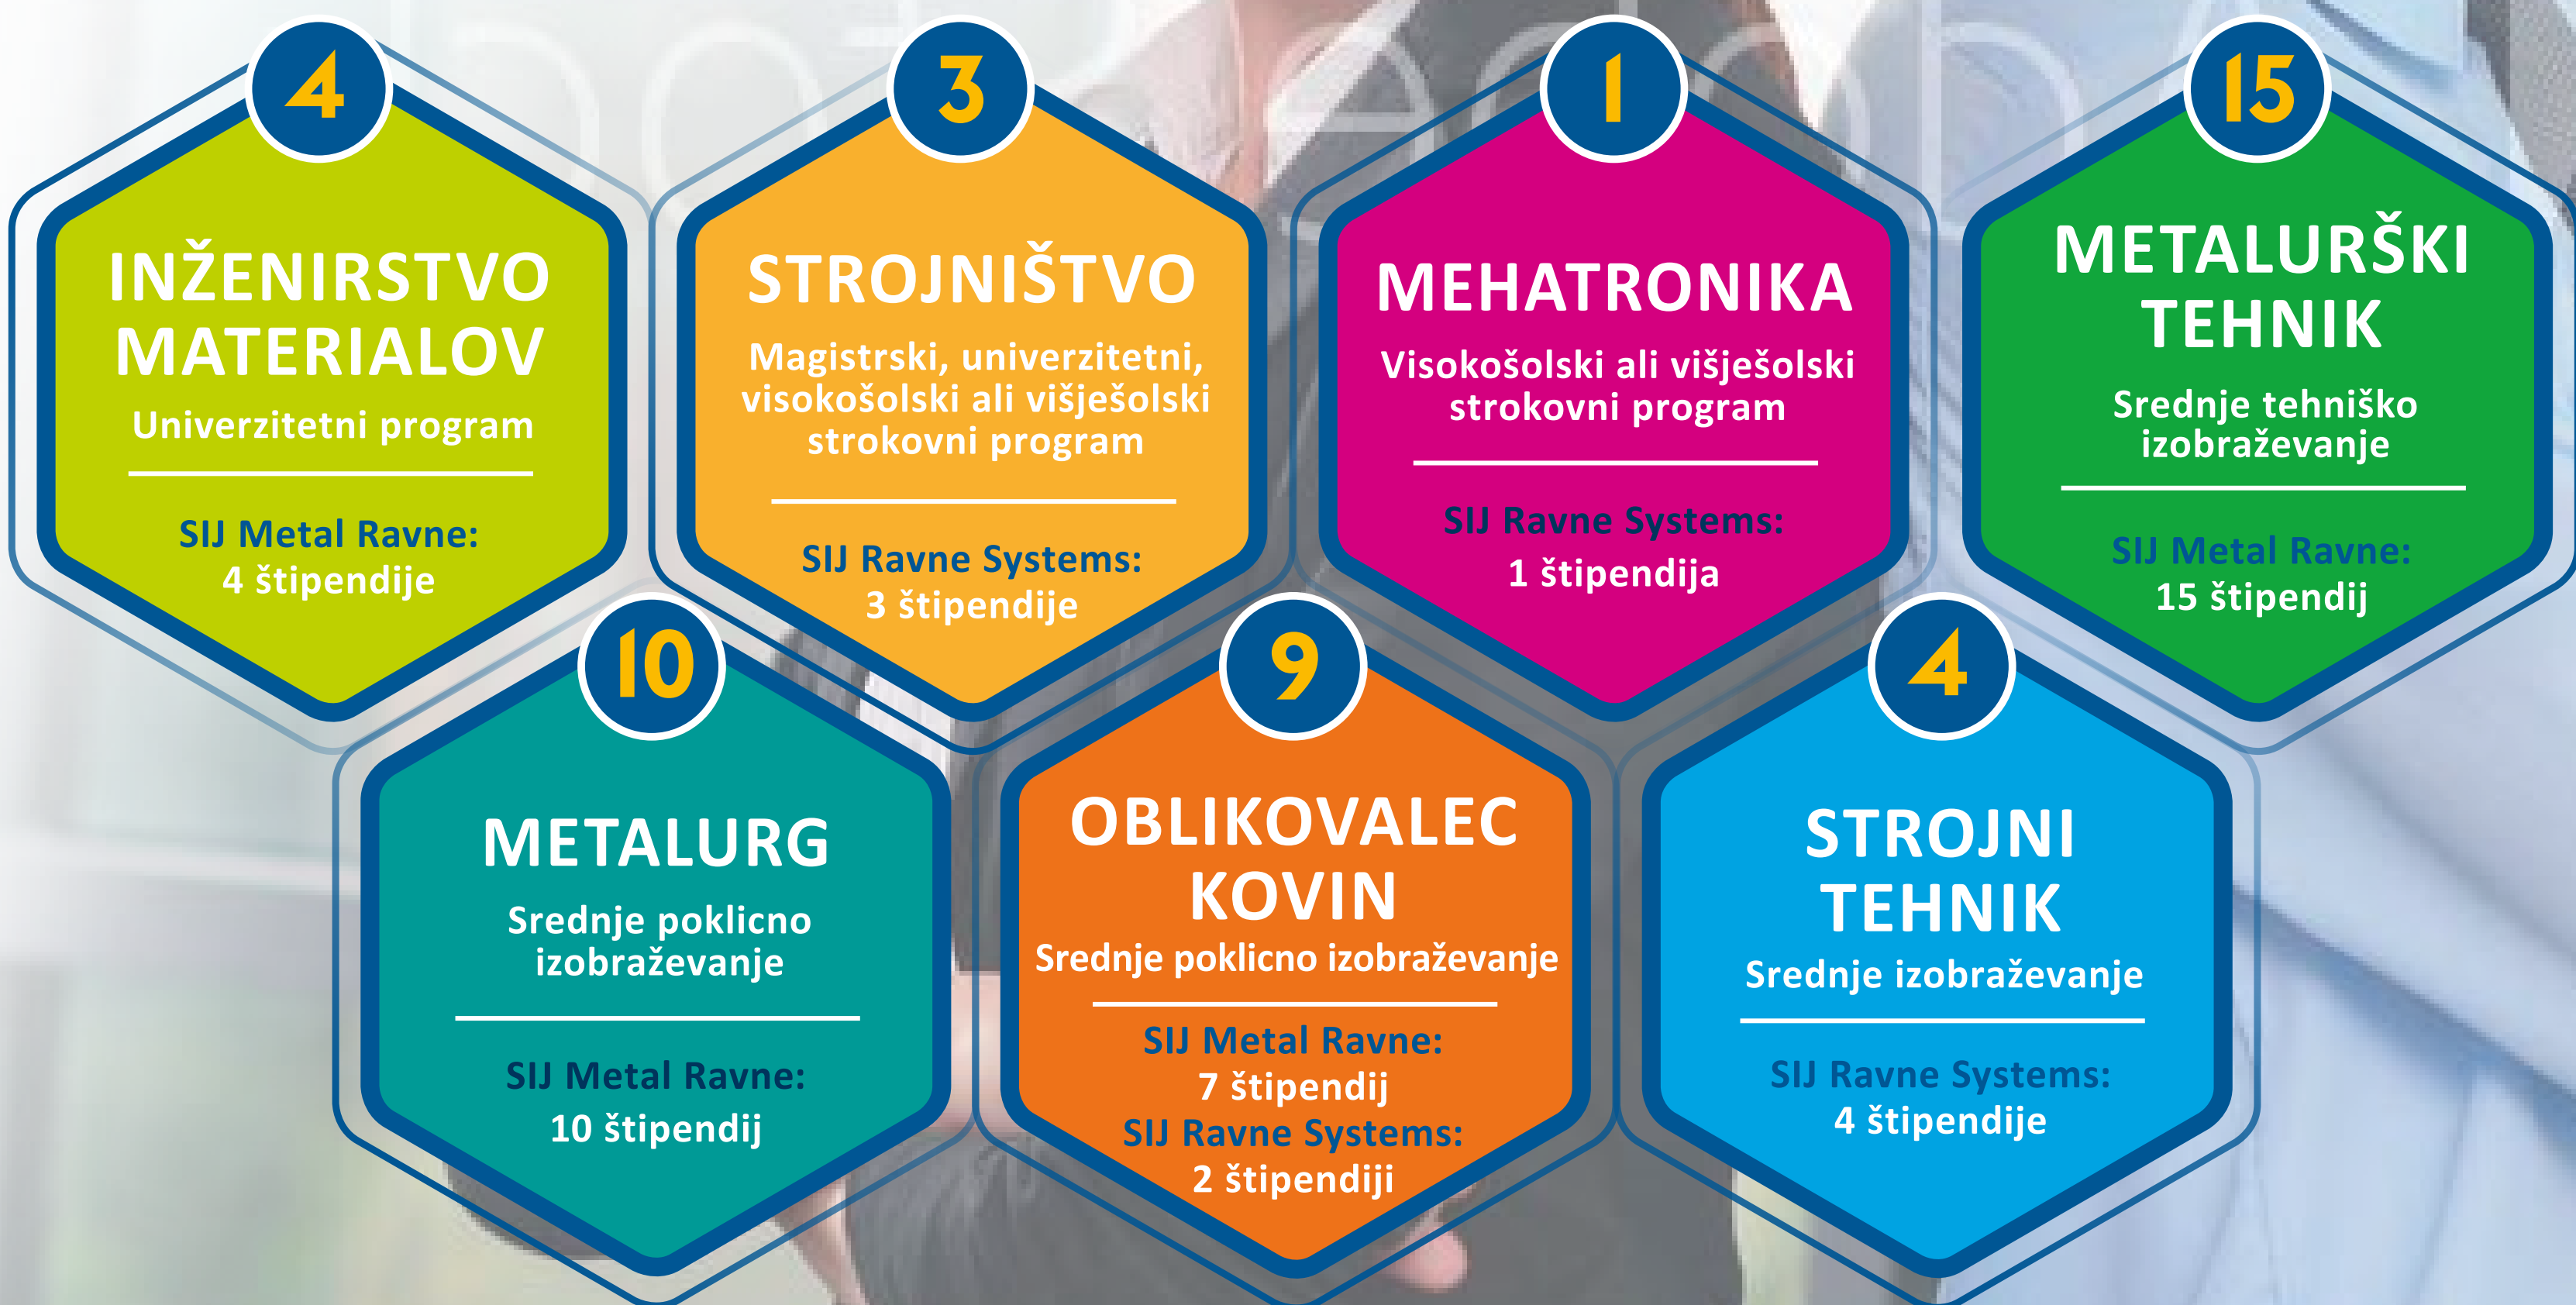 4
INŽENIRSTVO
MATERIALOV
Univerzitetni program
SIJ Metal Ravne:
4 štipendije
3
STROJNIŠTVO
Magistrski, univerzitetni,
visokošolski ali višješolski
strokovni program
SIJ Ravne Systems:
3 štipendije
1
MEHATRONIKA
Visokošolski ali višješolski
strokovni program
SIJ Ravne Systems:
1 štipendija
15
METALURŠKI
TEHNIK
Srednje tehniško
izobraževanje
SIJ Metal Ravne:
15 štipendij
10
METALURG
Srednje poklicno
izobraževanje
SIJ Metal Ravne:
10 štipendij
9
OBLIKOVALEC
KOVIN
Srednje poklicno izobraževanje
SIJ Metal Ravne:
7 štipendij
SIJ Ravne Systems:
2 štipendiji
4
STROJNI
TEHNIK
Srednje izobraževanje
SIJ Ravne Systems:
4 štipendije